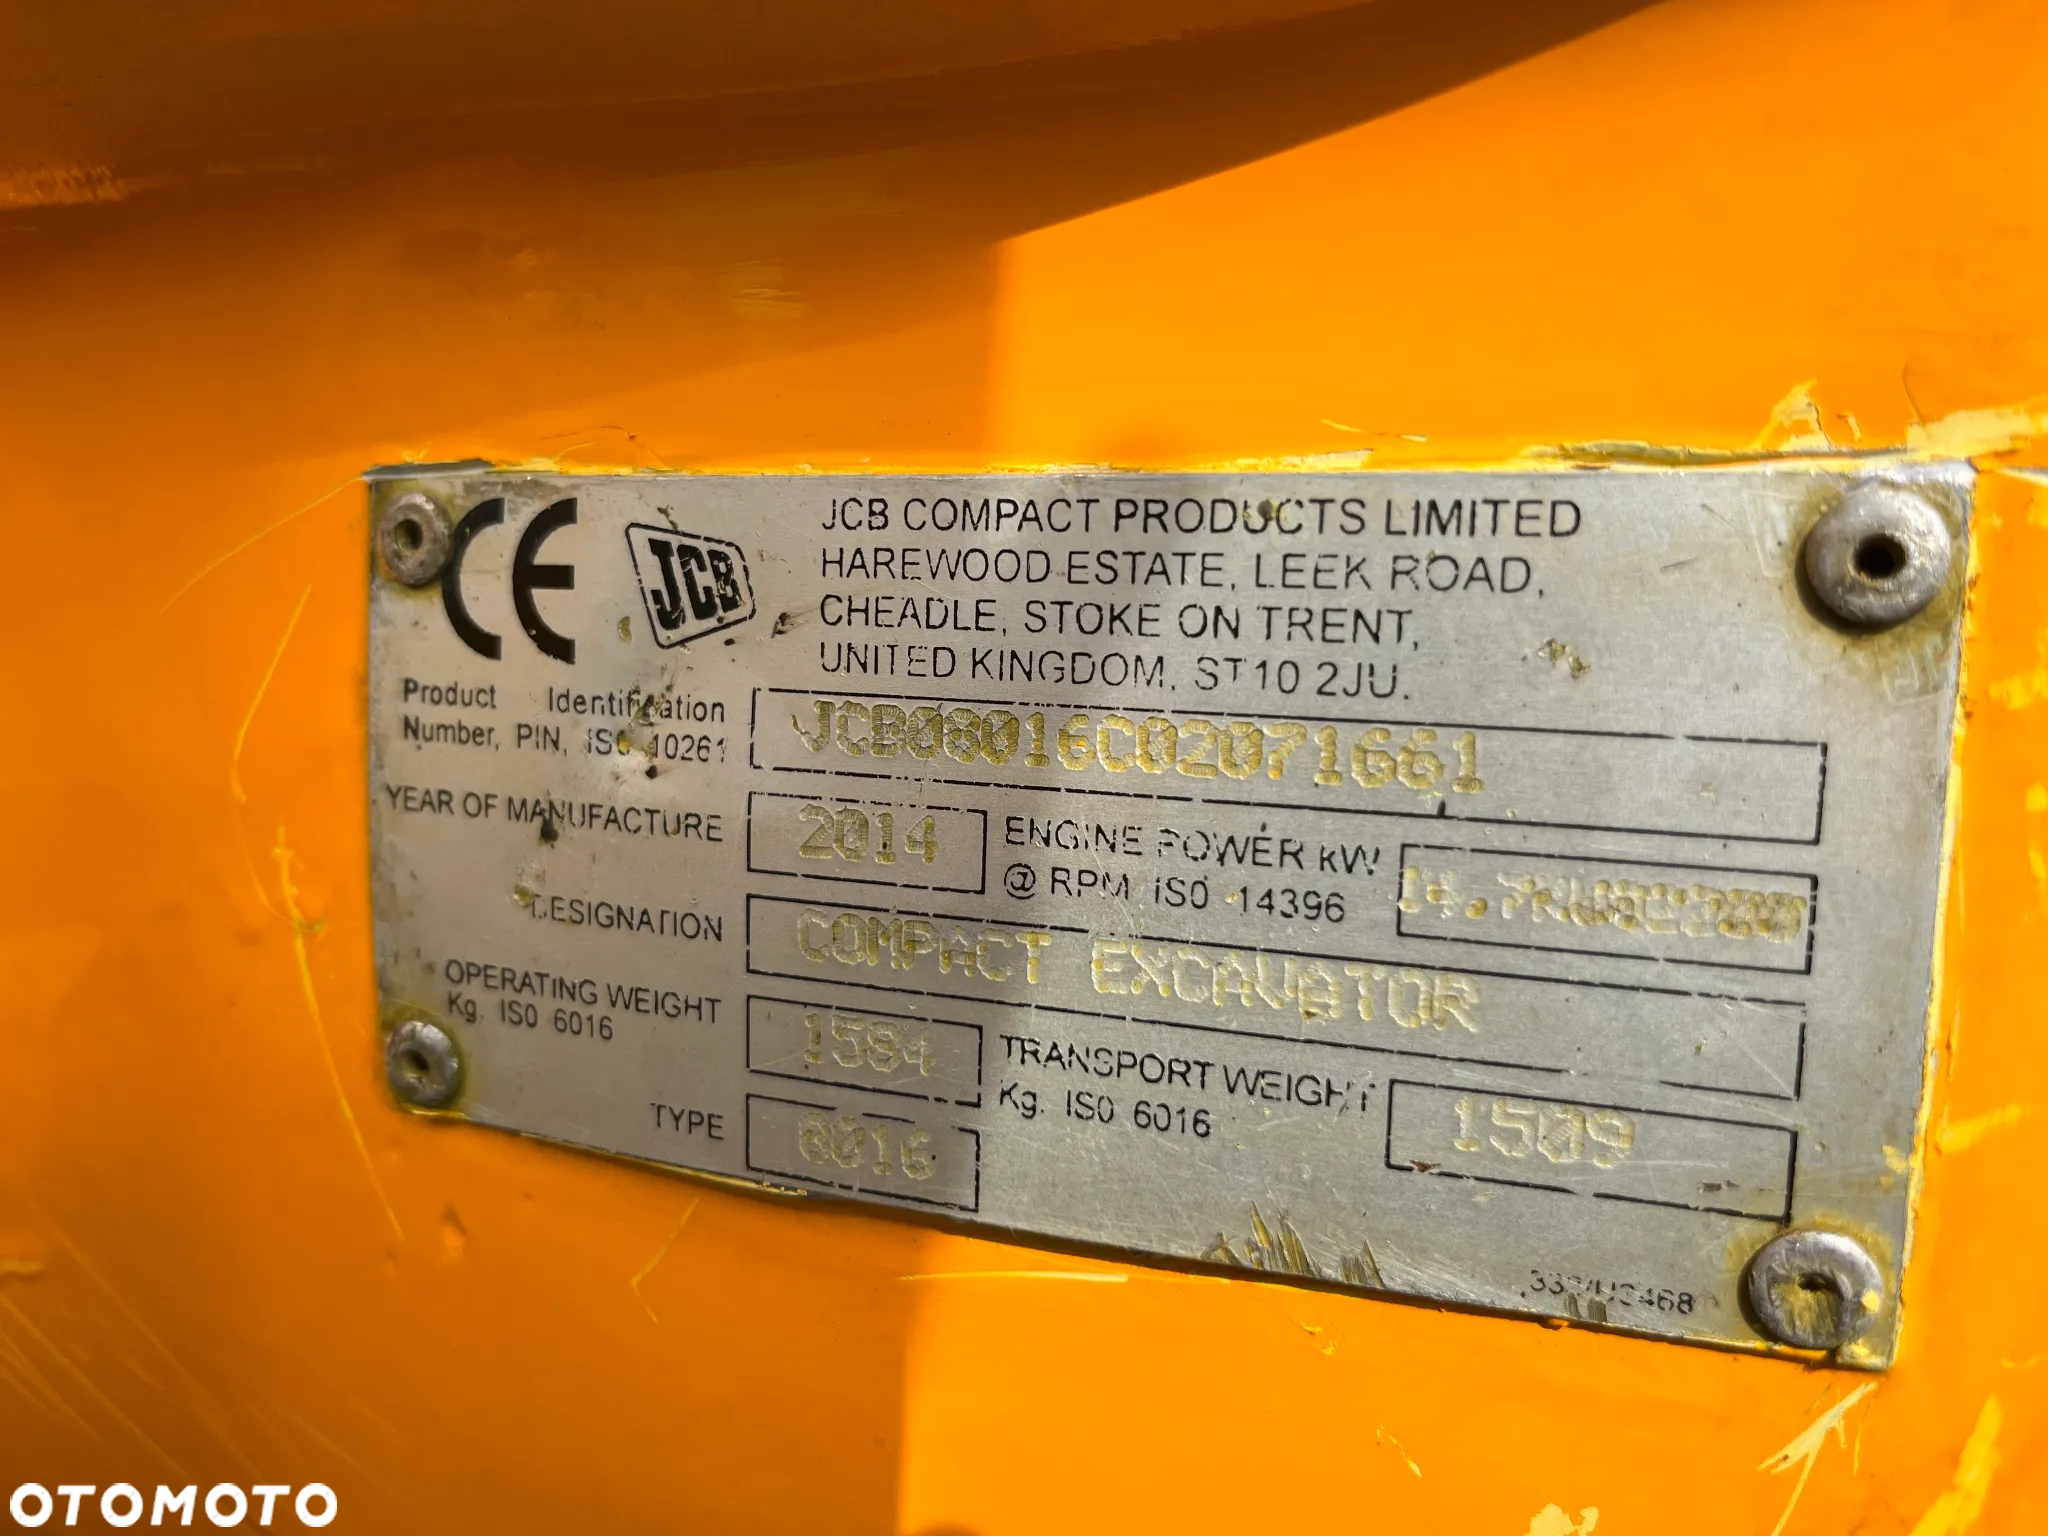 CE
JCB
JCB COMPACT PRODUCTS LIMITED
HAREWOOD ESTATE, LEEK ROAD,
CHEADLE, STOKE ON TRENT,
UNITED KINGDOM, ST10 2JU.
Product Identification
Number, PIN, ISO 10261
JCB08016C02071661
YEAR OF MANUFACTURE
2014
ENGINE POWER kW
@ RPM ISO 14396
DESIGNATION
COMPACT EXCAVATOR
OPERATING WEIGHT
Kg. ISO 6016
1584
TRANSPORT WEIGHT
Kg. ISO 6016
1509
TYPE
8016
OTOMOTO